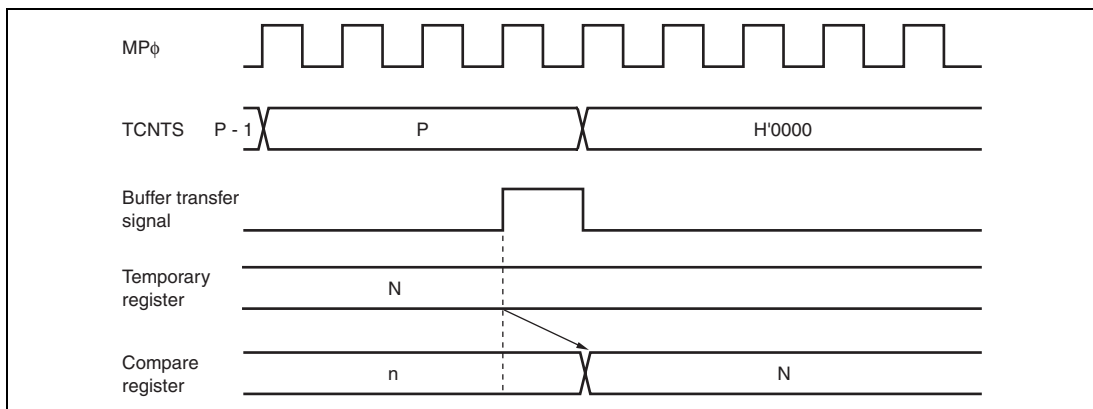 MPφ
TCNTS P - 1 P H'0000
Buffer transfer
signal
Temporary
register
N
Compare
register
n N